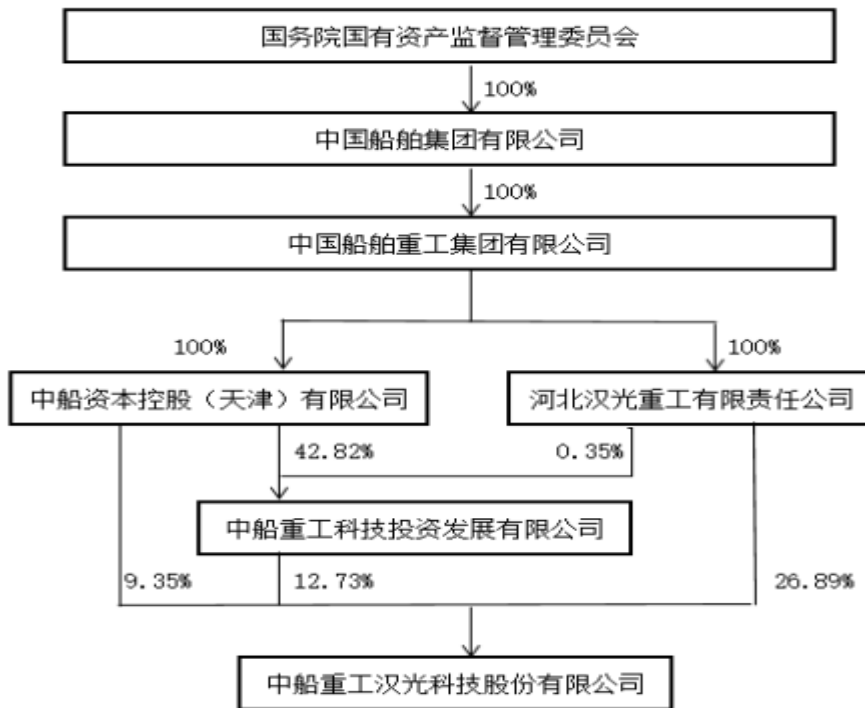 国务院国有资产监督管理委员会
100%
中国船舶集团有限公司
100%
中国船舶重工集团有限公司
100%
100%
中船资本控股（天津）有限公司
河北汉光重工有限责任公司
42.82%
0.35%
中船重工科技投资发展有限公司
9.35%
12.73%
26.89%
中船重工汉光科技股份有限公司